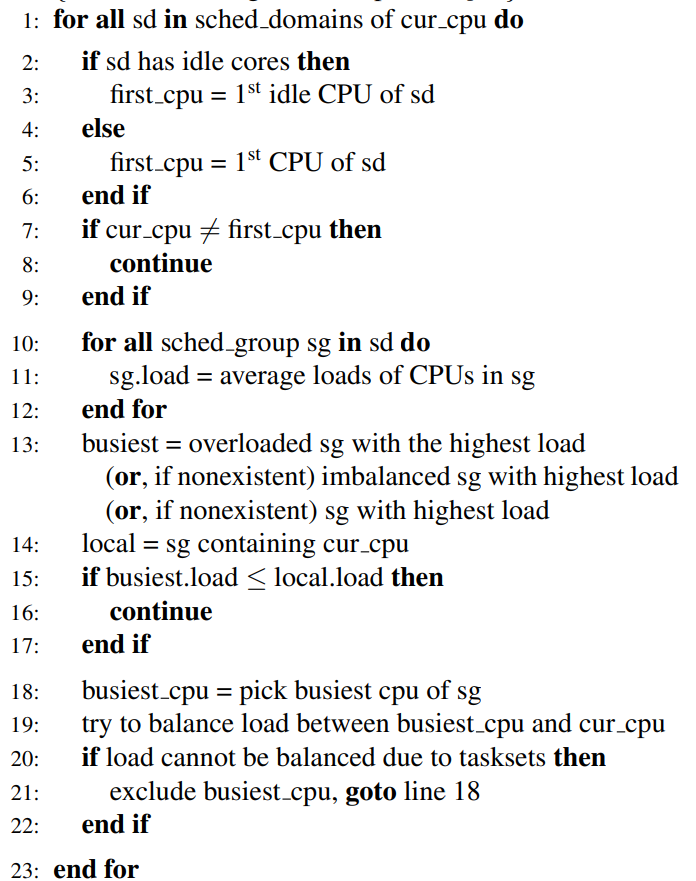 1: for all sd in sched_domains of cur_cpu do
2: if sd has idle cores then
3: first_cpu = 1st idle CPU of sd
4: else
5: first_cpu = 1st CPU of sd
6: end if
7: if cur_cpu ≠ first_cpu then
8: continue
9: end if
10: for all sched_group sg in sd do
11: sg.load = average loads of CPUs in sg
12: end for
13: busiest = overloaded sg with the highest load
(or, if nonexistent) imbalanced sg with highest load
(or, if nonexistent) sg with highest load
14: local = sg containing cur_cpu
15: if busiest.load ≤ local.load then
16: continue
17: end if
18: busiest_cpu = pick busiest cpu of sg
19: try to balance load between busiest_cpu and cur_cpu
20: if load cannot be balanced due to tasksets then
21: exclude busiest_cpu, goto line 18
22: end if
23: end for